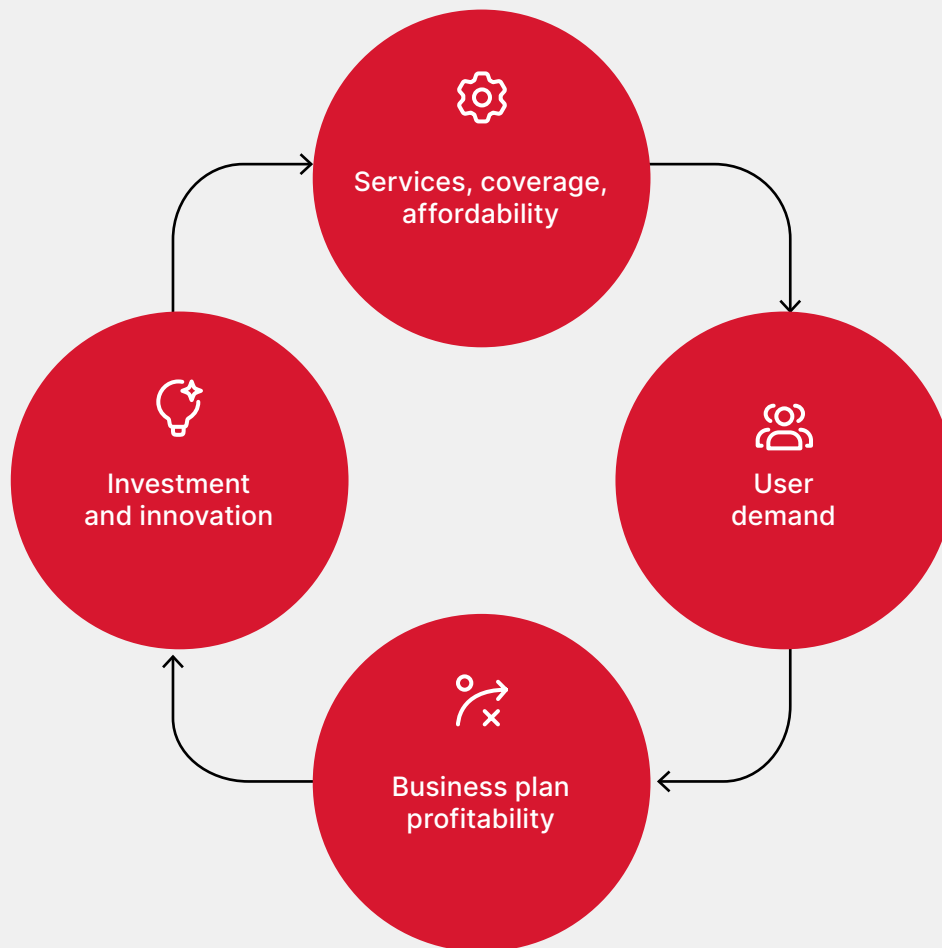 Services, coverage,
affordability
Investment
and innovation
User
demand
Business plan
profitability